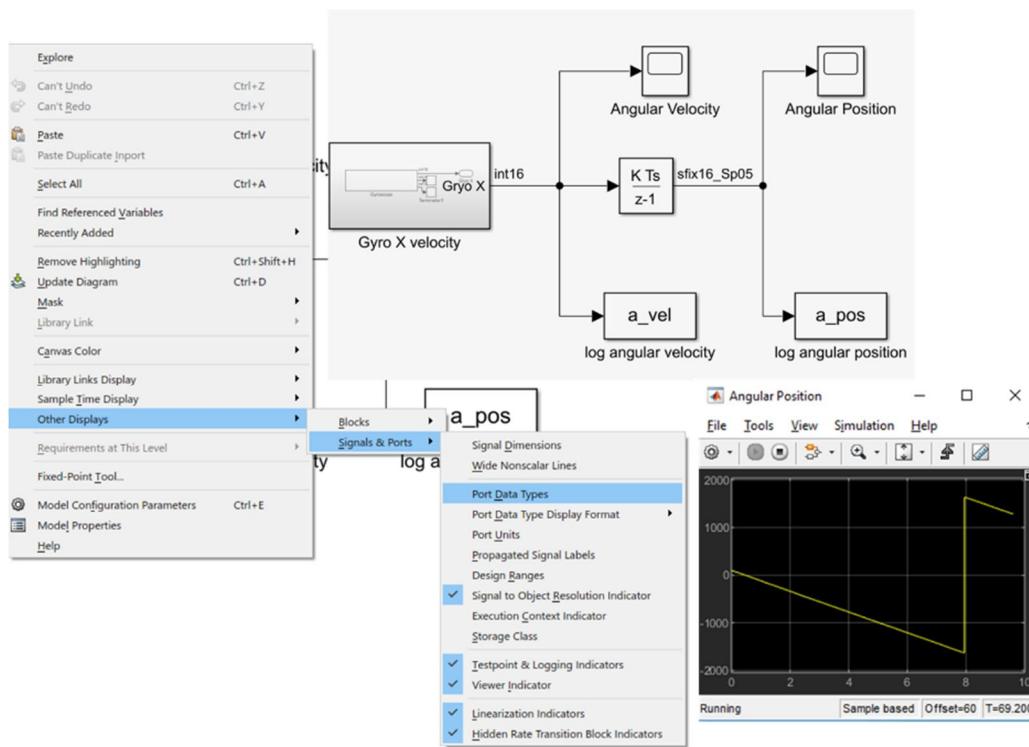 Explore
Can't Undo Ctrl+Z
Can't Redo Ctrl+Y
Paste Ctrl+V
Paste Duplicate Inport
Select All Ctrl+A
Find Referenced Variables
Recently Added
Remove Highlighting Ctrl+Shift+H
Update Diagram Ctrl+D
Mask
Library Link
Canvas Color
Library Links Display
Sample Time Display
Other Displays
Requirements at This Level
Fixed-Point Tool...
Model Configuration Parameters Ctrl+E
Model Properties
Help
Blocks
Signals & Ports
Signal Dimensions
Wide Nonscalar Lines
Port Data Types
Port Data Type Display Format
Port Units
Propagated Signal Labels
Design Ranges
Signal to Object Resolution Indicator
Execution Context Indicator
Storage Class
Testpoint & Logging Indicators
Viewer Indicator
Linearization Indicators
Hidden Rate Transition Block Indicators
city
Gryo X
Gyro X velocity
int16
Angular Velocity
Angular Position
K Ts
z-1
sfix16_Sp05
a_vel
log angular velocity
a_pos
log angular position
a_pos
ty
log a
Angular Position
File Tools View Simulation Help
2000
1000
0
-1000
-2000
0 2 4 6 8 10
Running Sample based Offset=60 T=69.200